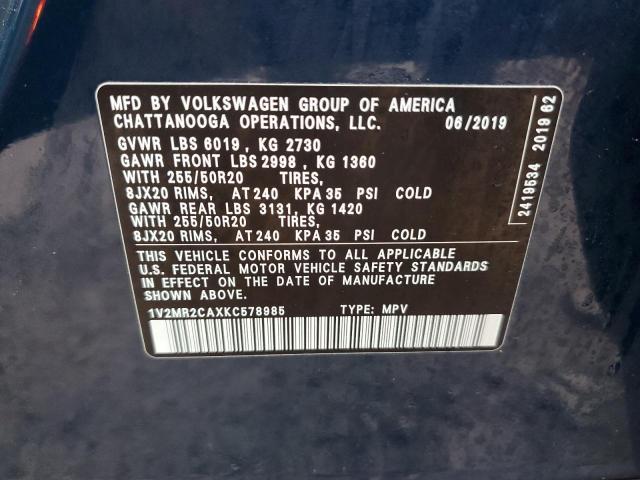 MFD BY VOLKSWAGEN GROUP OF AMERICA
CHATTANOOGA OPERATIONS, LLC. 06/2019
GVWR LBS 6019 , KG 2730
GAWR FRONT LBS 2998 , KG 1360
WITH 255/50R20 TIRES,
8JX20 RIMS, AT 240 KPA 35 PSI COLD
GAWR REAR LBS 3131, KG 1420
WITH 255/50R20 TIRES,
8JX20 RIMS, AT 240 KPA 35 PSI COLD
THIS VEHICLE CONFORMS TO ALL APPLICABLE
U.S. FEDERAL MOTOR VEHICLE SAFETY STANDARDS
IN EFFECT ON THE DATE OF MANUFACTURE
SHOWN ABOVE.
1V2MR2CAXKC578985 TYPE: MPV
2419534 2019 62